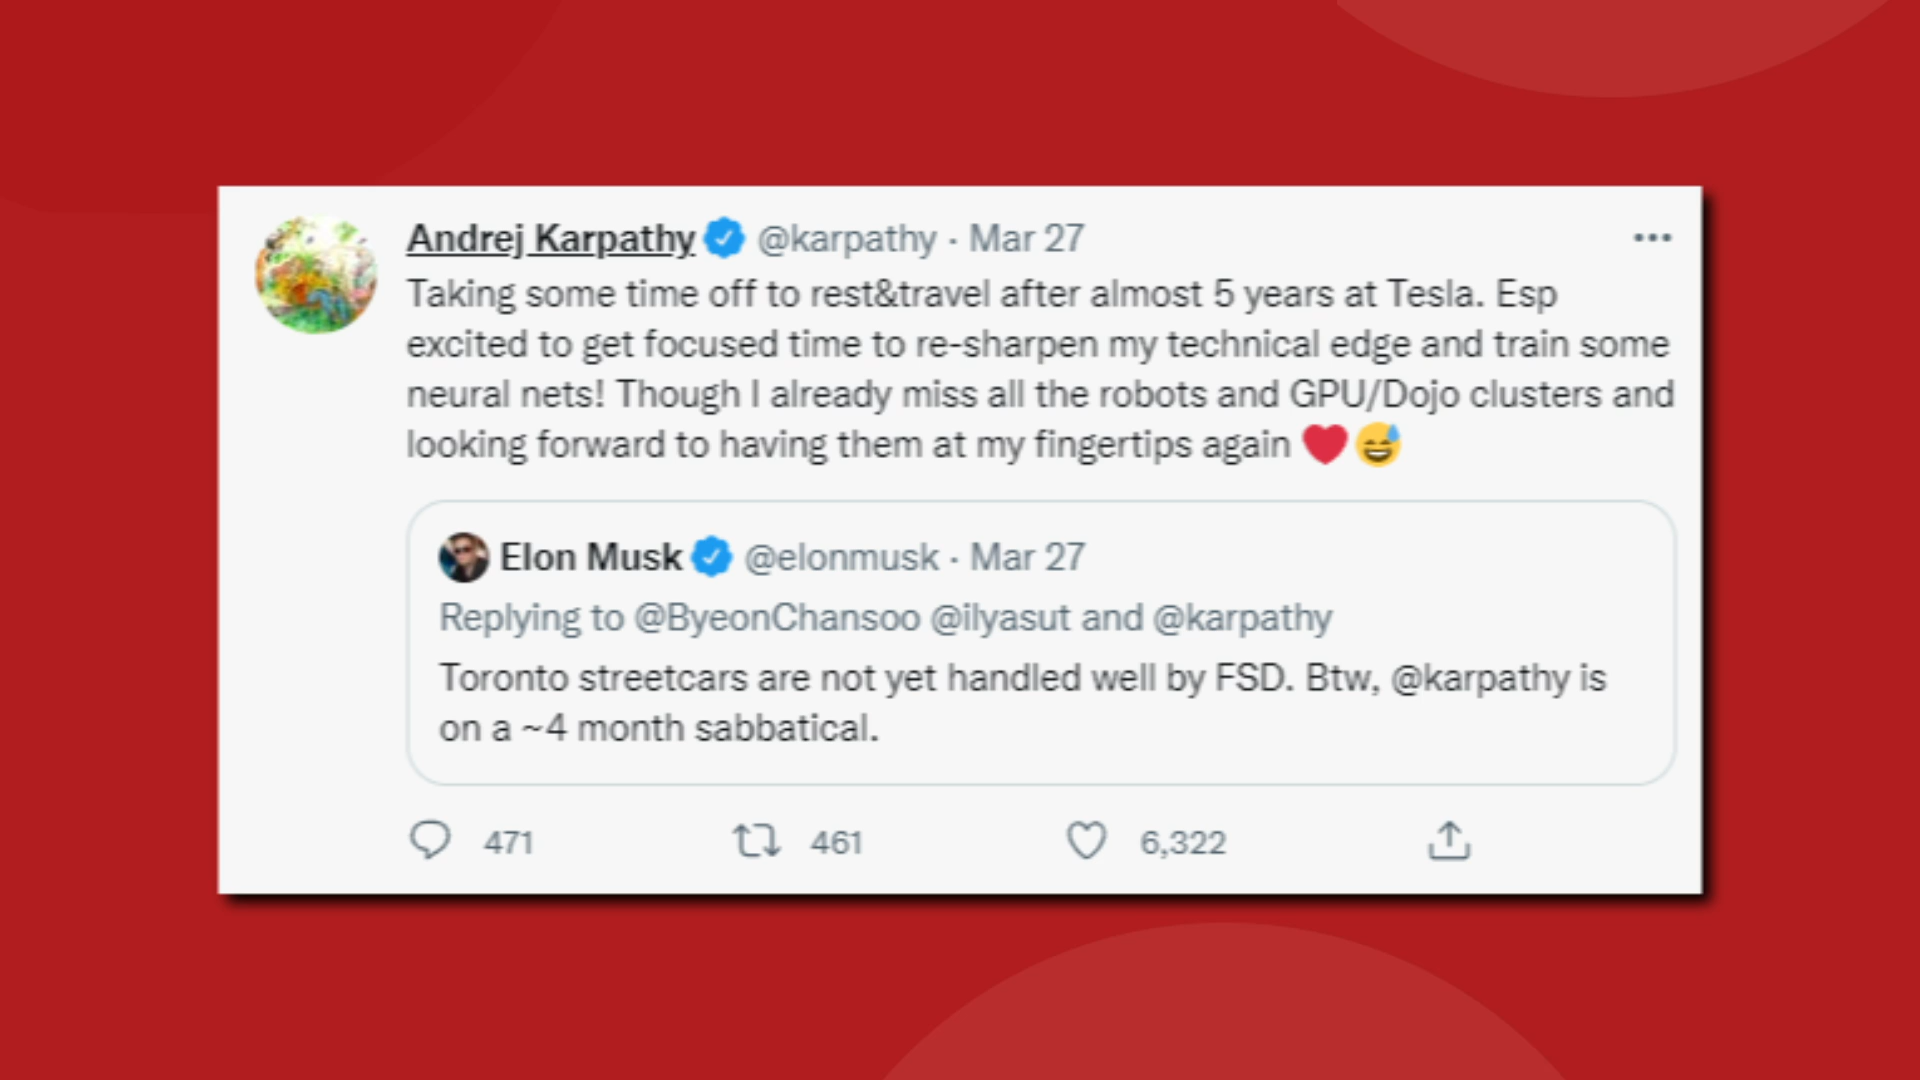 Andrej Karpathy @karpathy · Mar 27
Taking some time off to rest&travel after almost 5 years at Tesla. Esp
excited to get focused time to re-sharpen my technical edge and train some
neural nets! Though I already miss all the robots and GPU/Dojo clusters and
looking forward to having them at my fingertips again ❤️😅
Elon Musk @elonmusk · Mar 27
Replying to @ByeonChansoo @ilyasut and @karpathy
Toronto streetcars are not yet handled well by FSD. Btw, @karpathy is
on a ~4 month sabbatical.
471 461 6,322